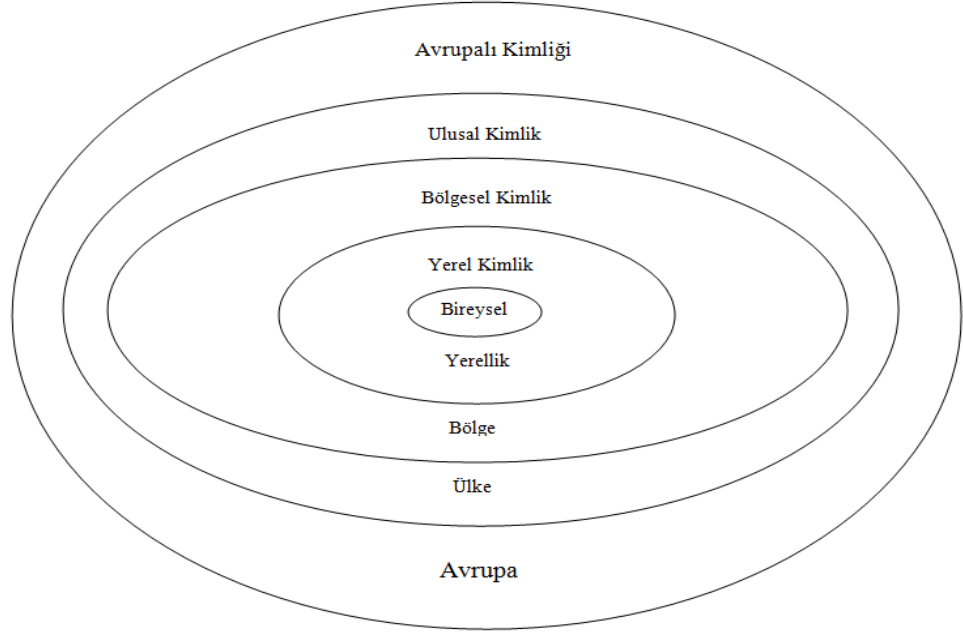 Avrupalı Kimliği
Ulusal Kimlik
Bölgesel Kimlik
Yerel Kimlik
Bireysel
Yerellik
Bölge
Ülke
Avrupa